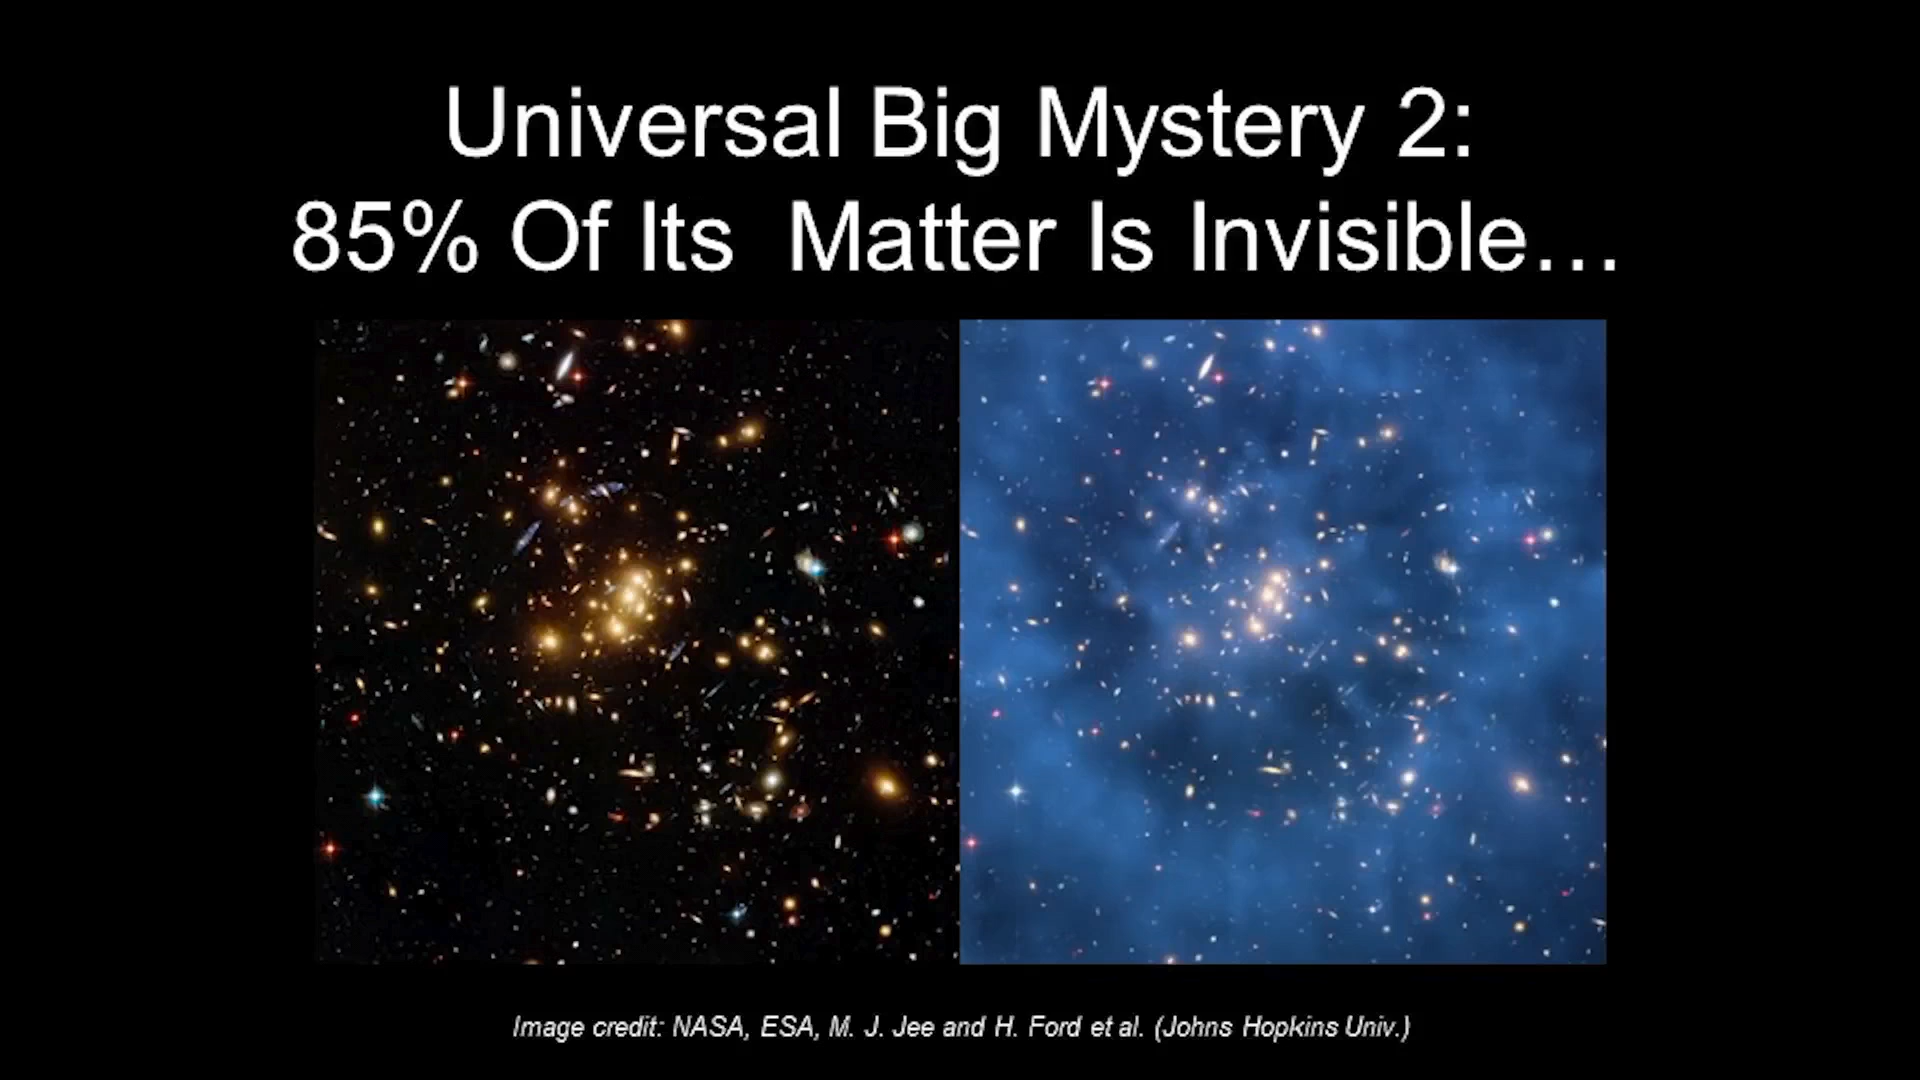 Universal Big Mystery 2:
85% Of Its Matter Is Invisible…
Image credit: NASA, ESA, M. J. Jee and H. Ford et al. (Johns Hopkins Univ.)